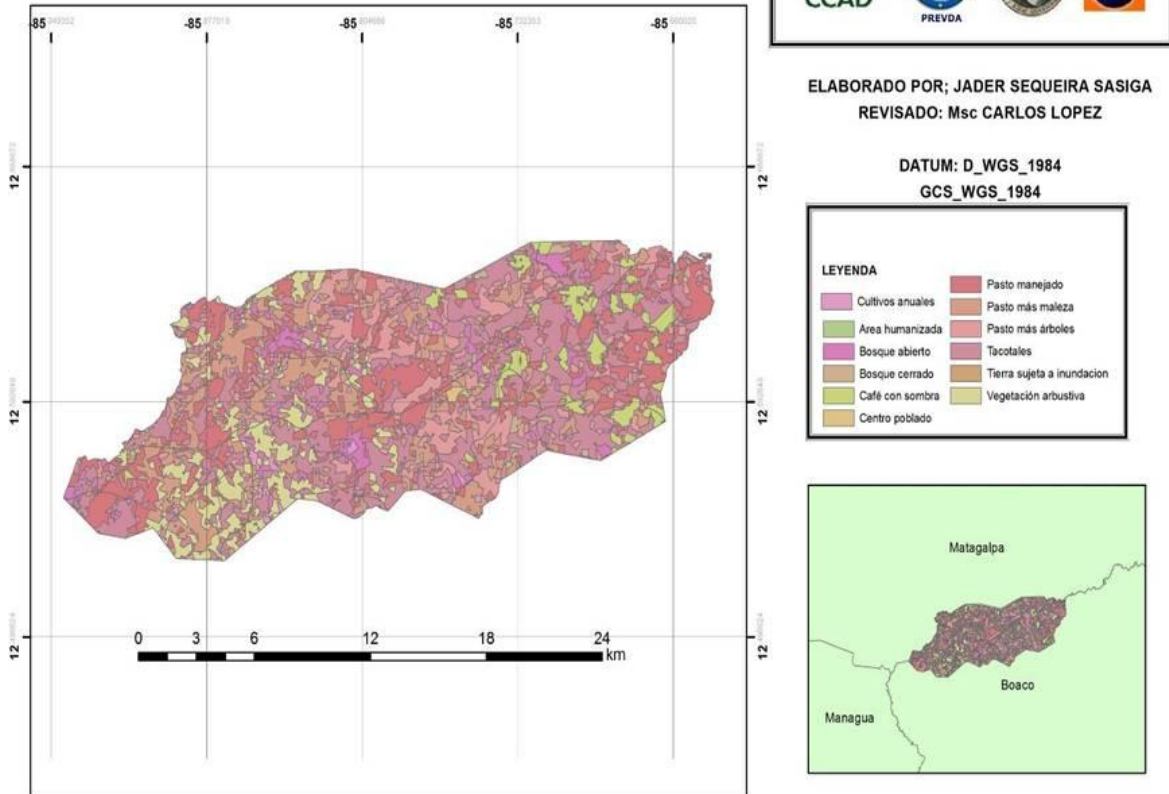 CCAD
PREVDA
-85
-85
-85
-85
-85
12
12
12
12
12
12
0 3 6 12 18 24
km
ELABORADO POR; JADER SEQUEIRA SASIGA
REVISADO: Msc CARLOS LOPEZ
DATUM: D_WGS_1984
GCS_WGS_1984
LEYENDA
Cultivos anuales
Area humanizada
Bosque abierto
Bosque cerrado
Café con sombra
Centro poblado
Pasto manejado
Pasto más maleza
Pasto más árboles
Tacotales
Tierra sujeta a inundacion
Vegetación arbustiva
Matagalpa
Boaco
Managua